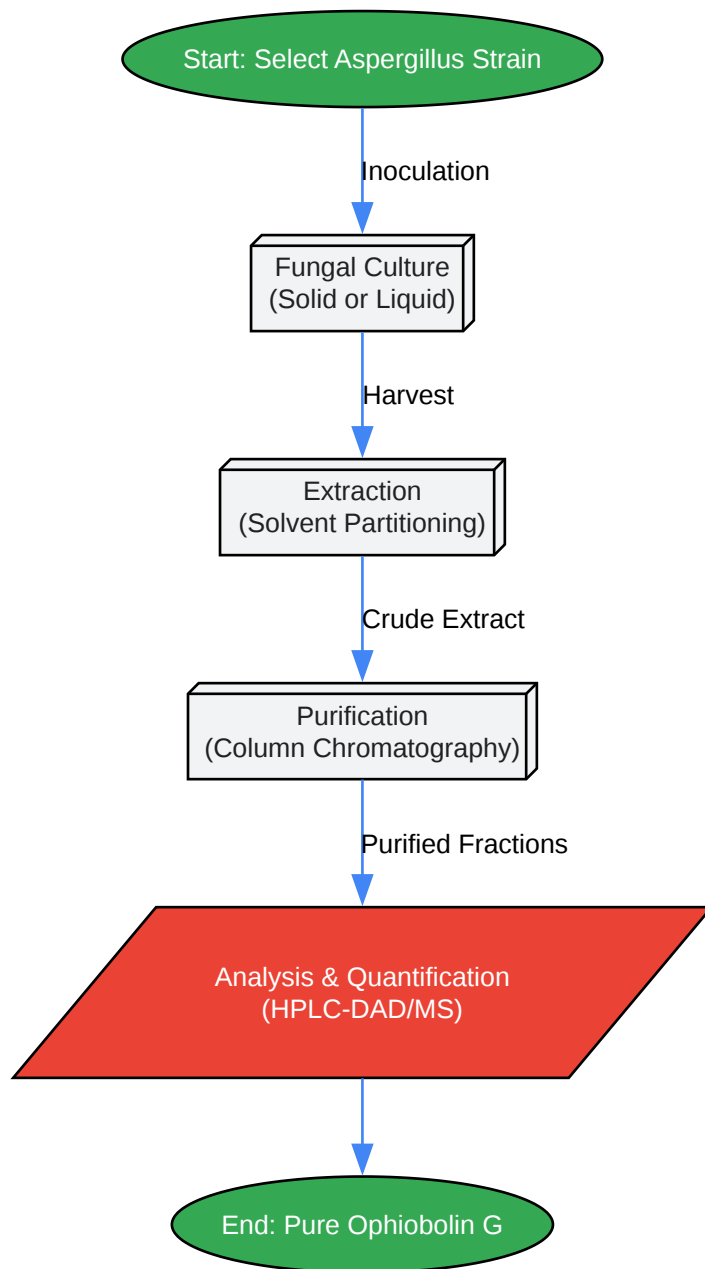 Start: Select Aspergillus Strain
Inoculation
Fungal Culture
(Solid or Liquid)
Harvest
Extraction
(Solvent Partitioning)
Crude Extract
Purification
(Column Chromatography)
Purified Fractions
Analysis & Quantification
(HPLC-DAD/MS)
End: Pure Ophiobolin G